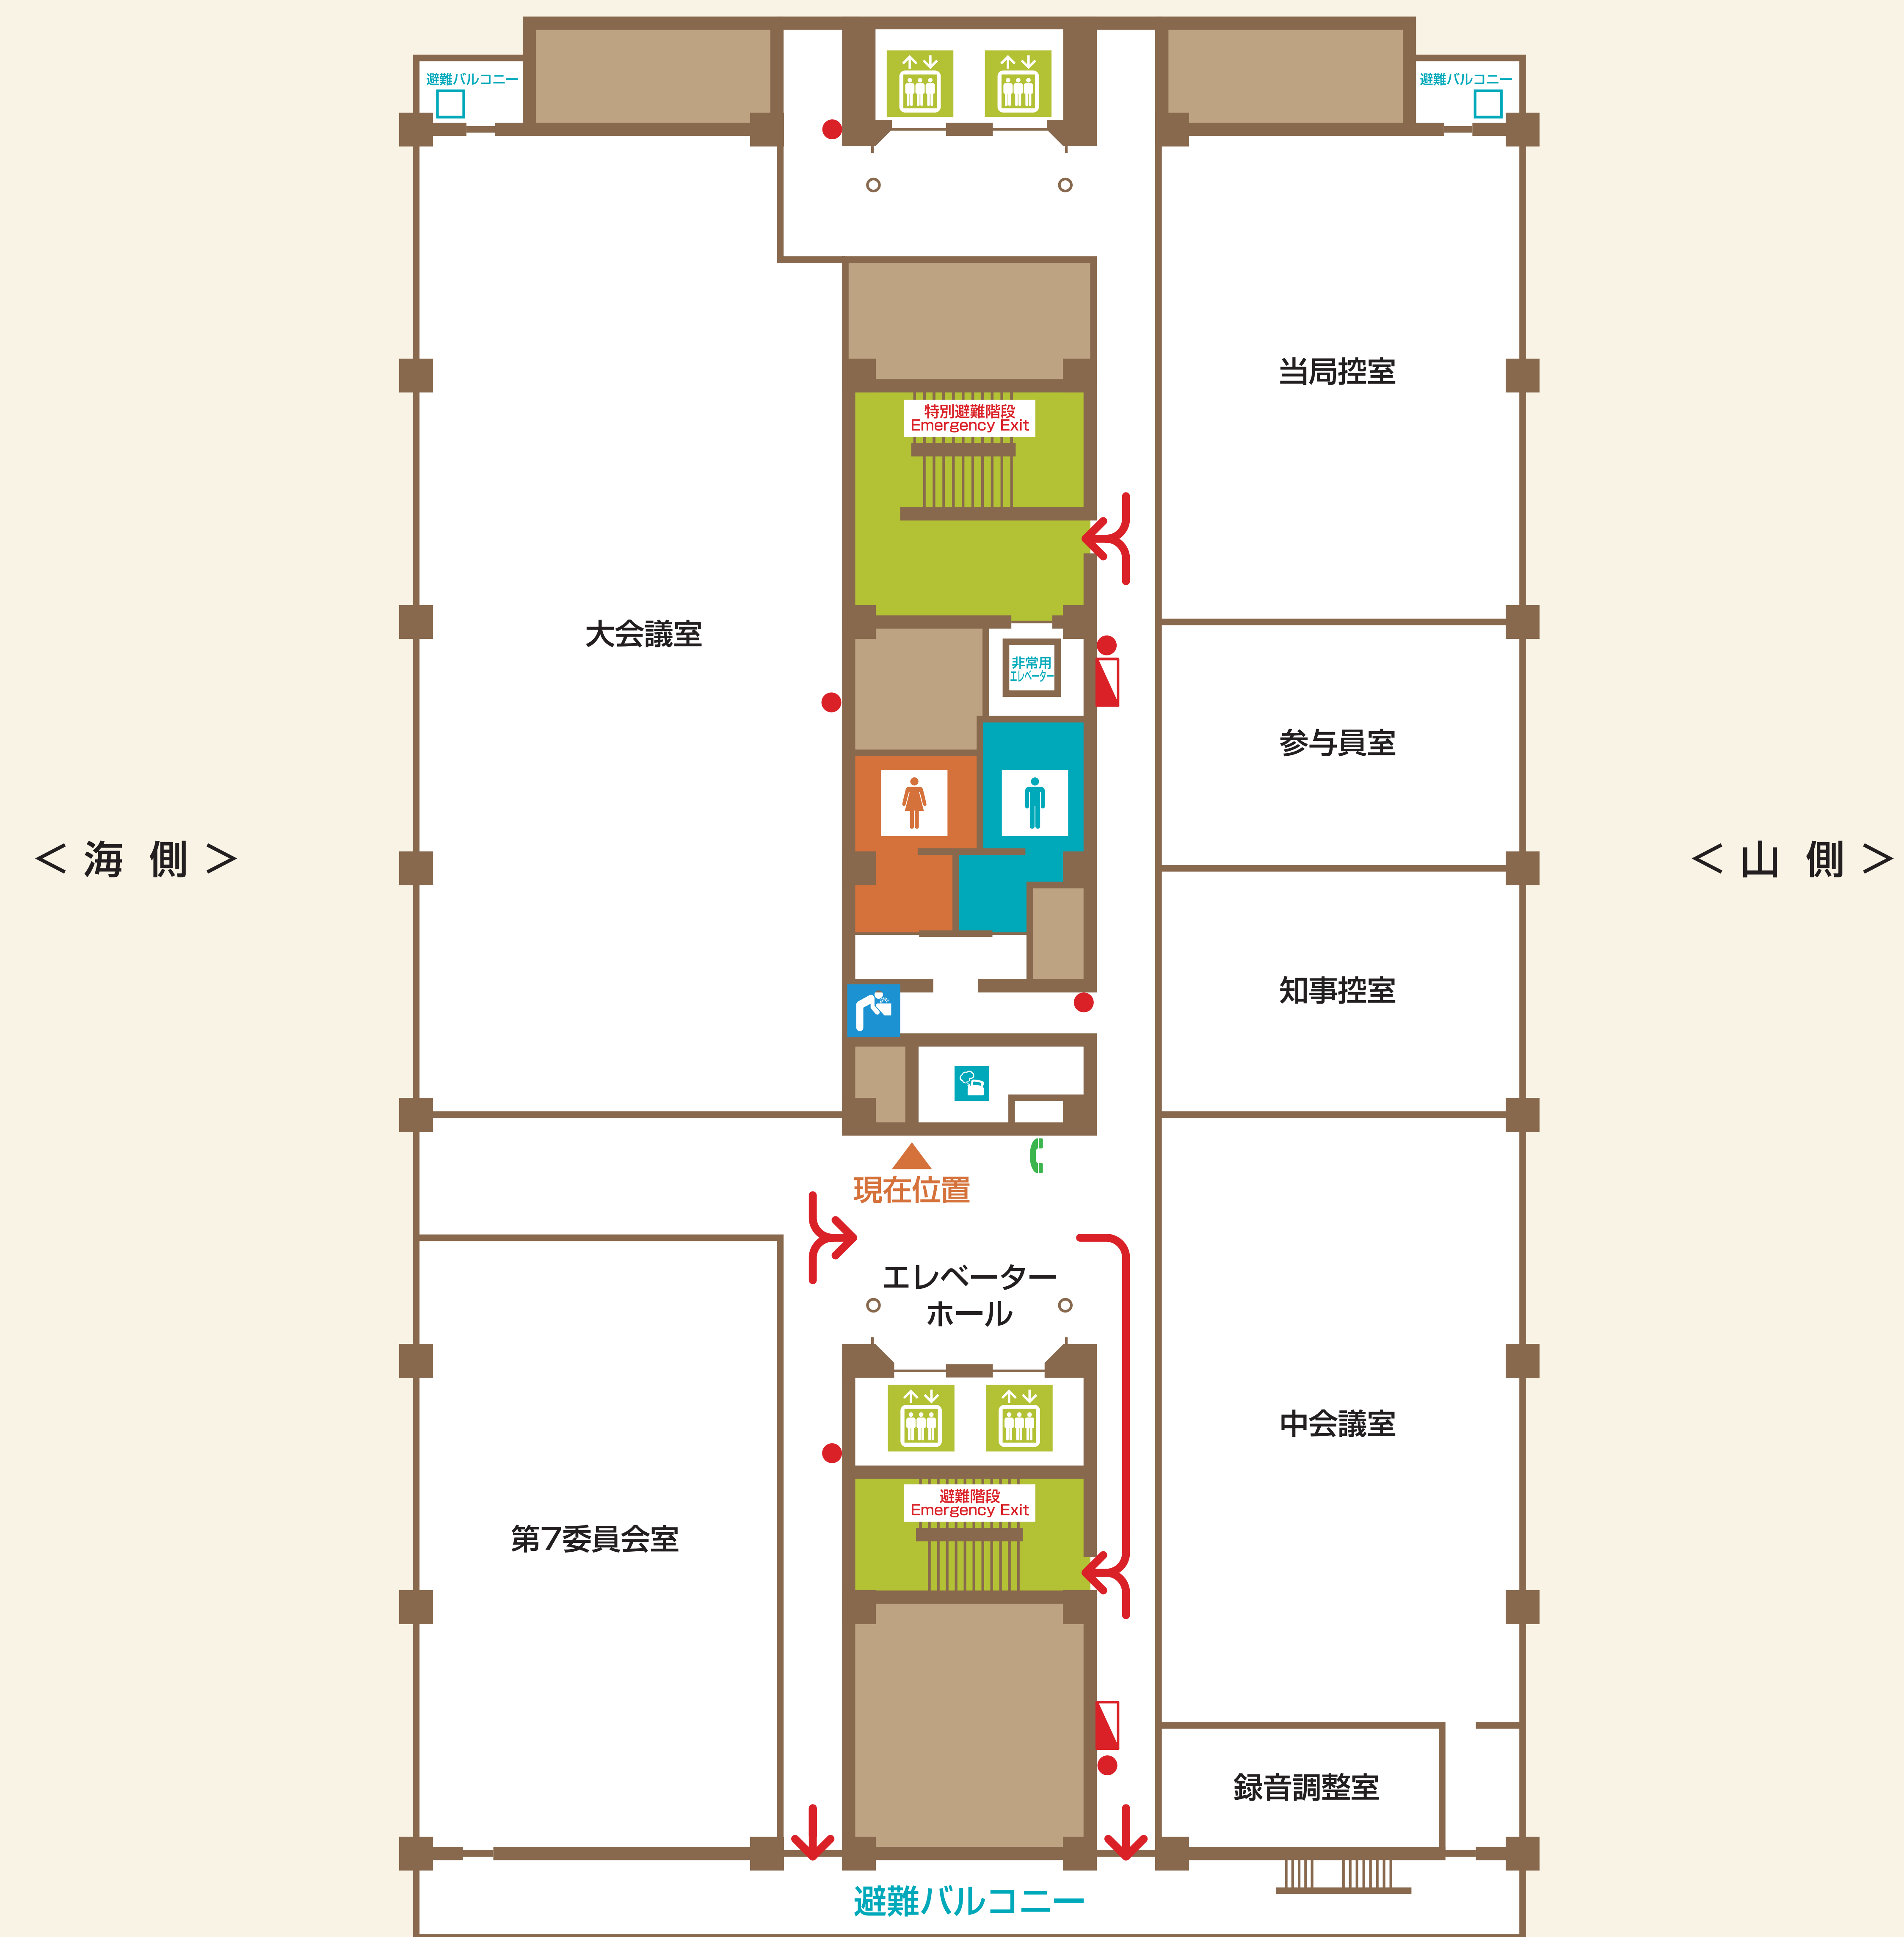 避難バルコニー
避難バルコニー
当局控室
特別避難階段
Emergency Exit
大会議室
非常用
エレベーター
参与員室
＜ 海 側 ＞
＜ 山 側 ＞
知事控室
現在位置
エレベーター
ホール
中会議室
避難階段
Emergency Exit
第7委員会室
録音調整室
避難バルコニー